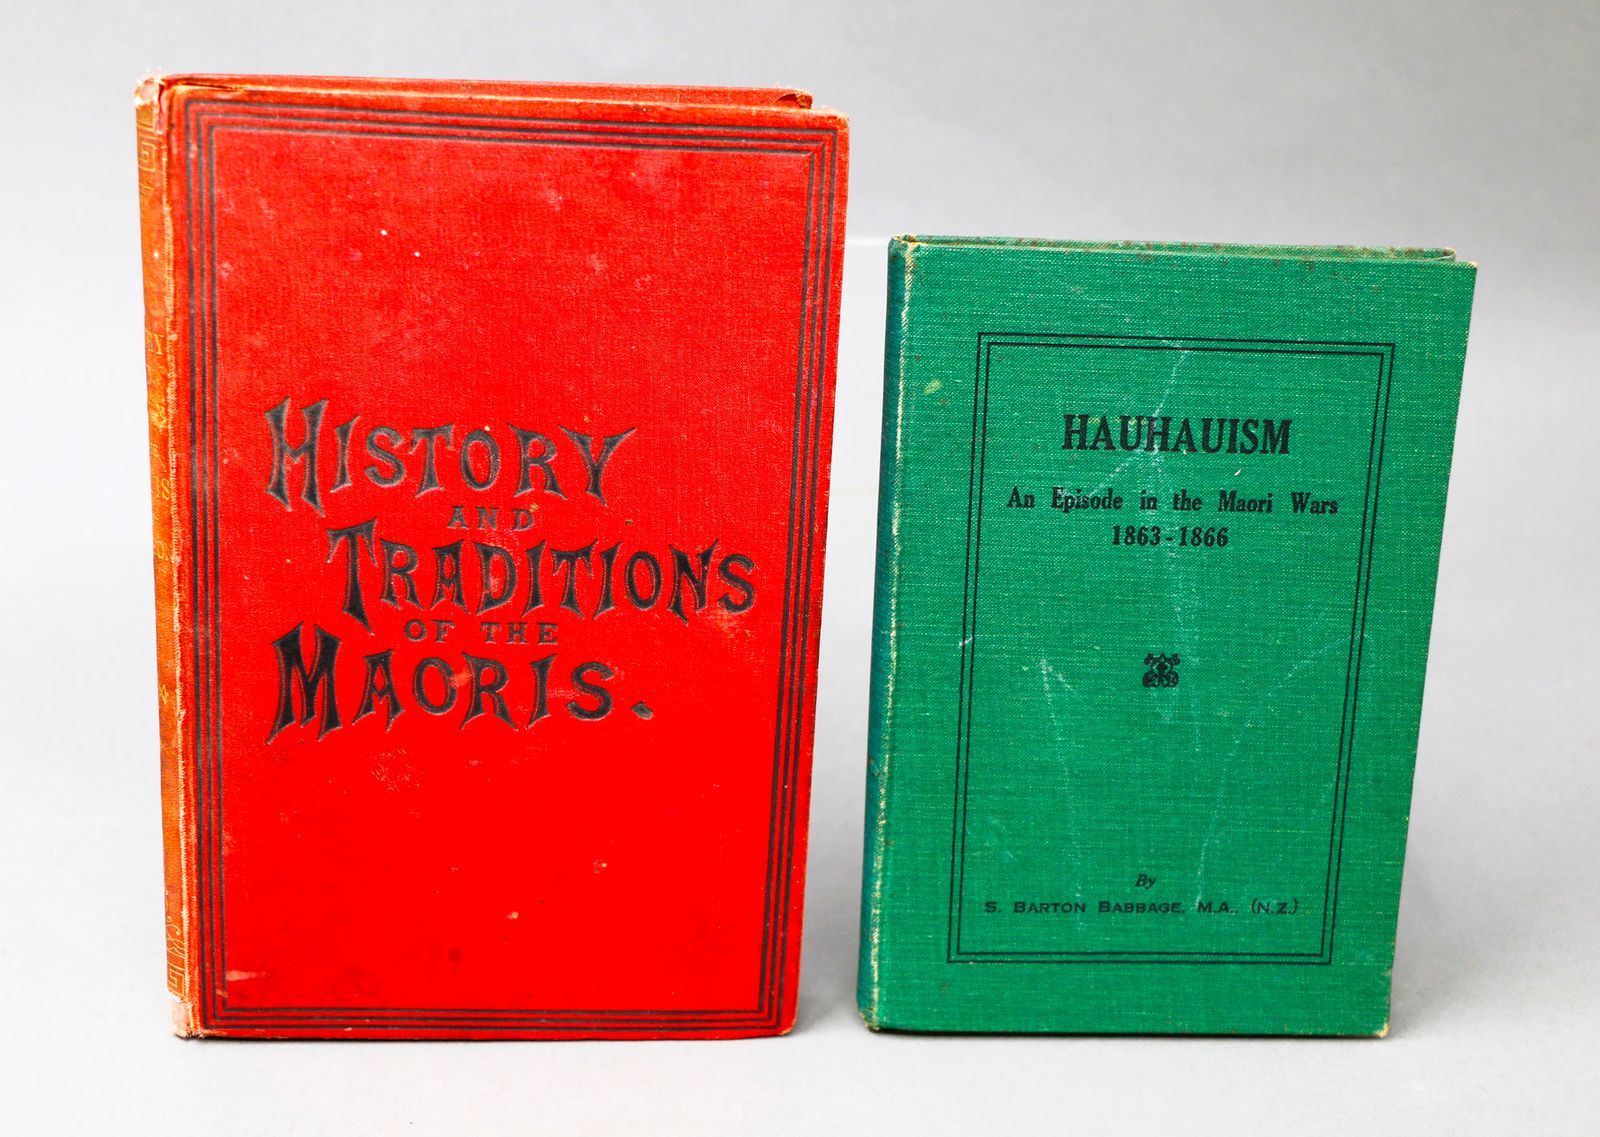 HISTORY
AND
TRADITIONS
OF THE
MAORIS.
HAUHAUISM
An Episode in the Maori Wars
1863-1866
By
S. BARTON BABBAGE, M.A., (N.Z.)